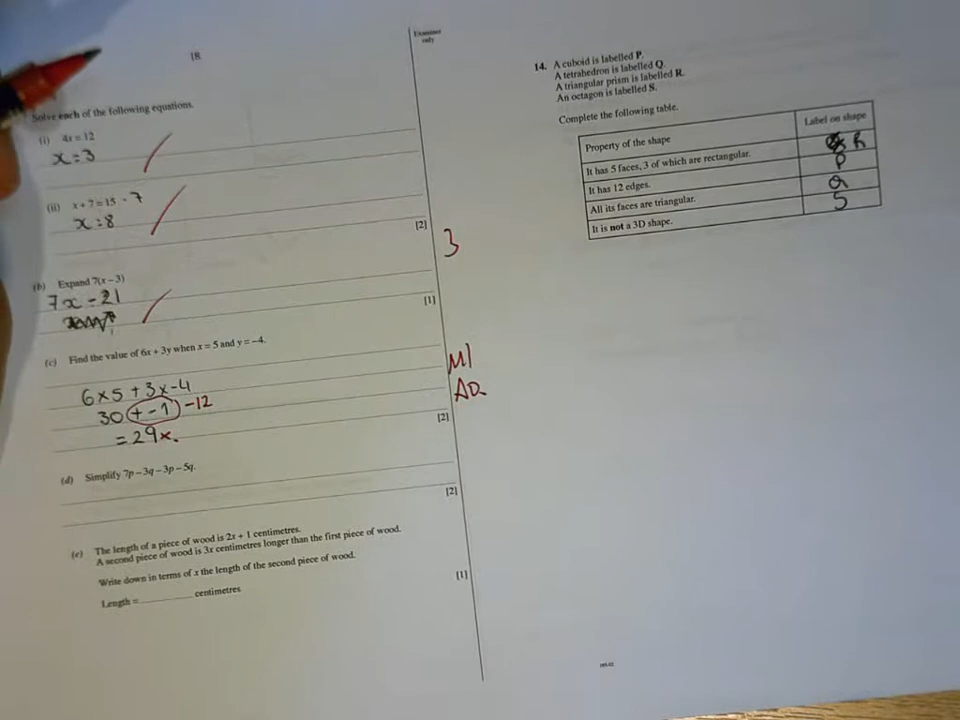 18
Examiner
only
Solve each of the following equations.
(i) 4x = 12
x = 3
(ii) x + 7 = 15 - 7
x = 8
[2]
3
(b) Expand 7(x – 3)
7x - 21
[1]
(c) Find the value of 6x + 3y when x = 5 and y = –4.
6 × 5 + 3 x - 4
30 + - 1 -12
= 29 x
M1
A0
[2]
(d) Simplify 7p – 3q – 3p – 5q.
[2]
(e) The length of a piece of wood is 2x + 1 centimetres.
A second piece of wood is 3x centimetres longer than the first piece of wood.
Write down in terms of x the length of the second piece of wood.
[1]
Length = centimetres
14. A cuboid is labelled P.
A tetrahedron is labelled Q.
A triangular prism is labelled R.
An octagon is labelled S.
Complete the following table.
Property of the shape Label on shape
It has 5 faces, 3 of which are rectangular. R
It has 12 edges. P
All its faces are triangular. Q
It is not a 3D shape. S